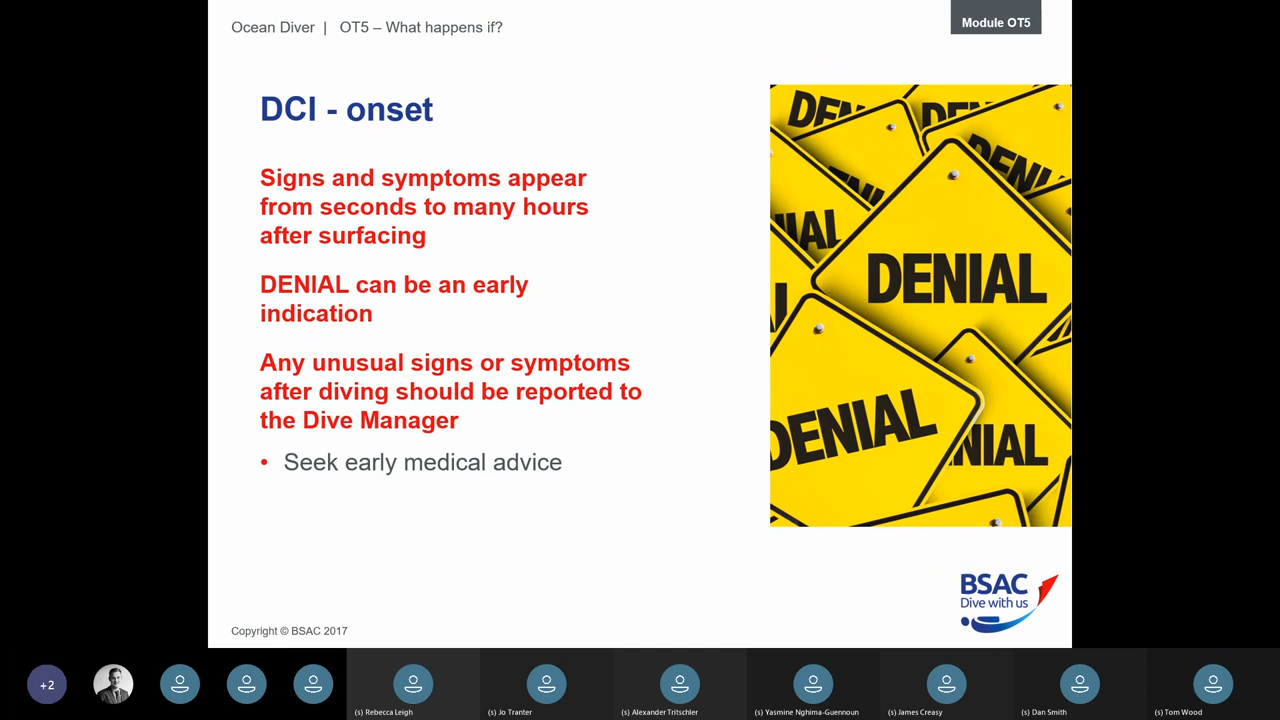 Ocean Diver | OT5 – What happens if?
Module OT5
DCI - onset
Signs and symptoms appear
from seconds to many hours
after surfacing
DENIAL can be an early
indication
Any unusual signs or symptoms
after diving should be reported to
the Dive Manager
• Seek early medical advice
DENIAL
DENIAL
BSAC
Dive with us
Copyright © BSAC 2017
+2
(s) Rebecca Leigh
(s) Jo Tranter
(s) Alexander Tritschler
(s) Yasmine Nghima-Guennoun
(s) James Creasy
(s) Dan Smith
(s) Tom Wood